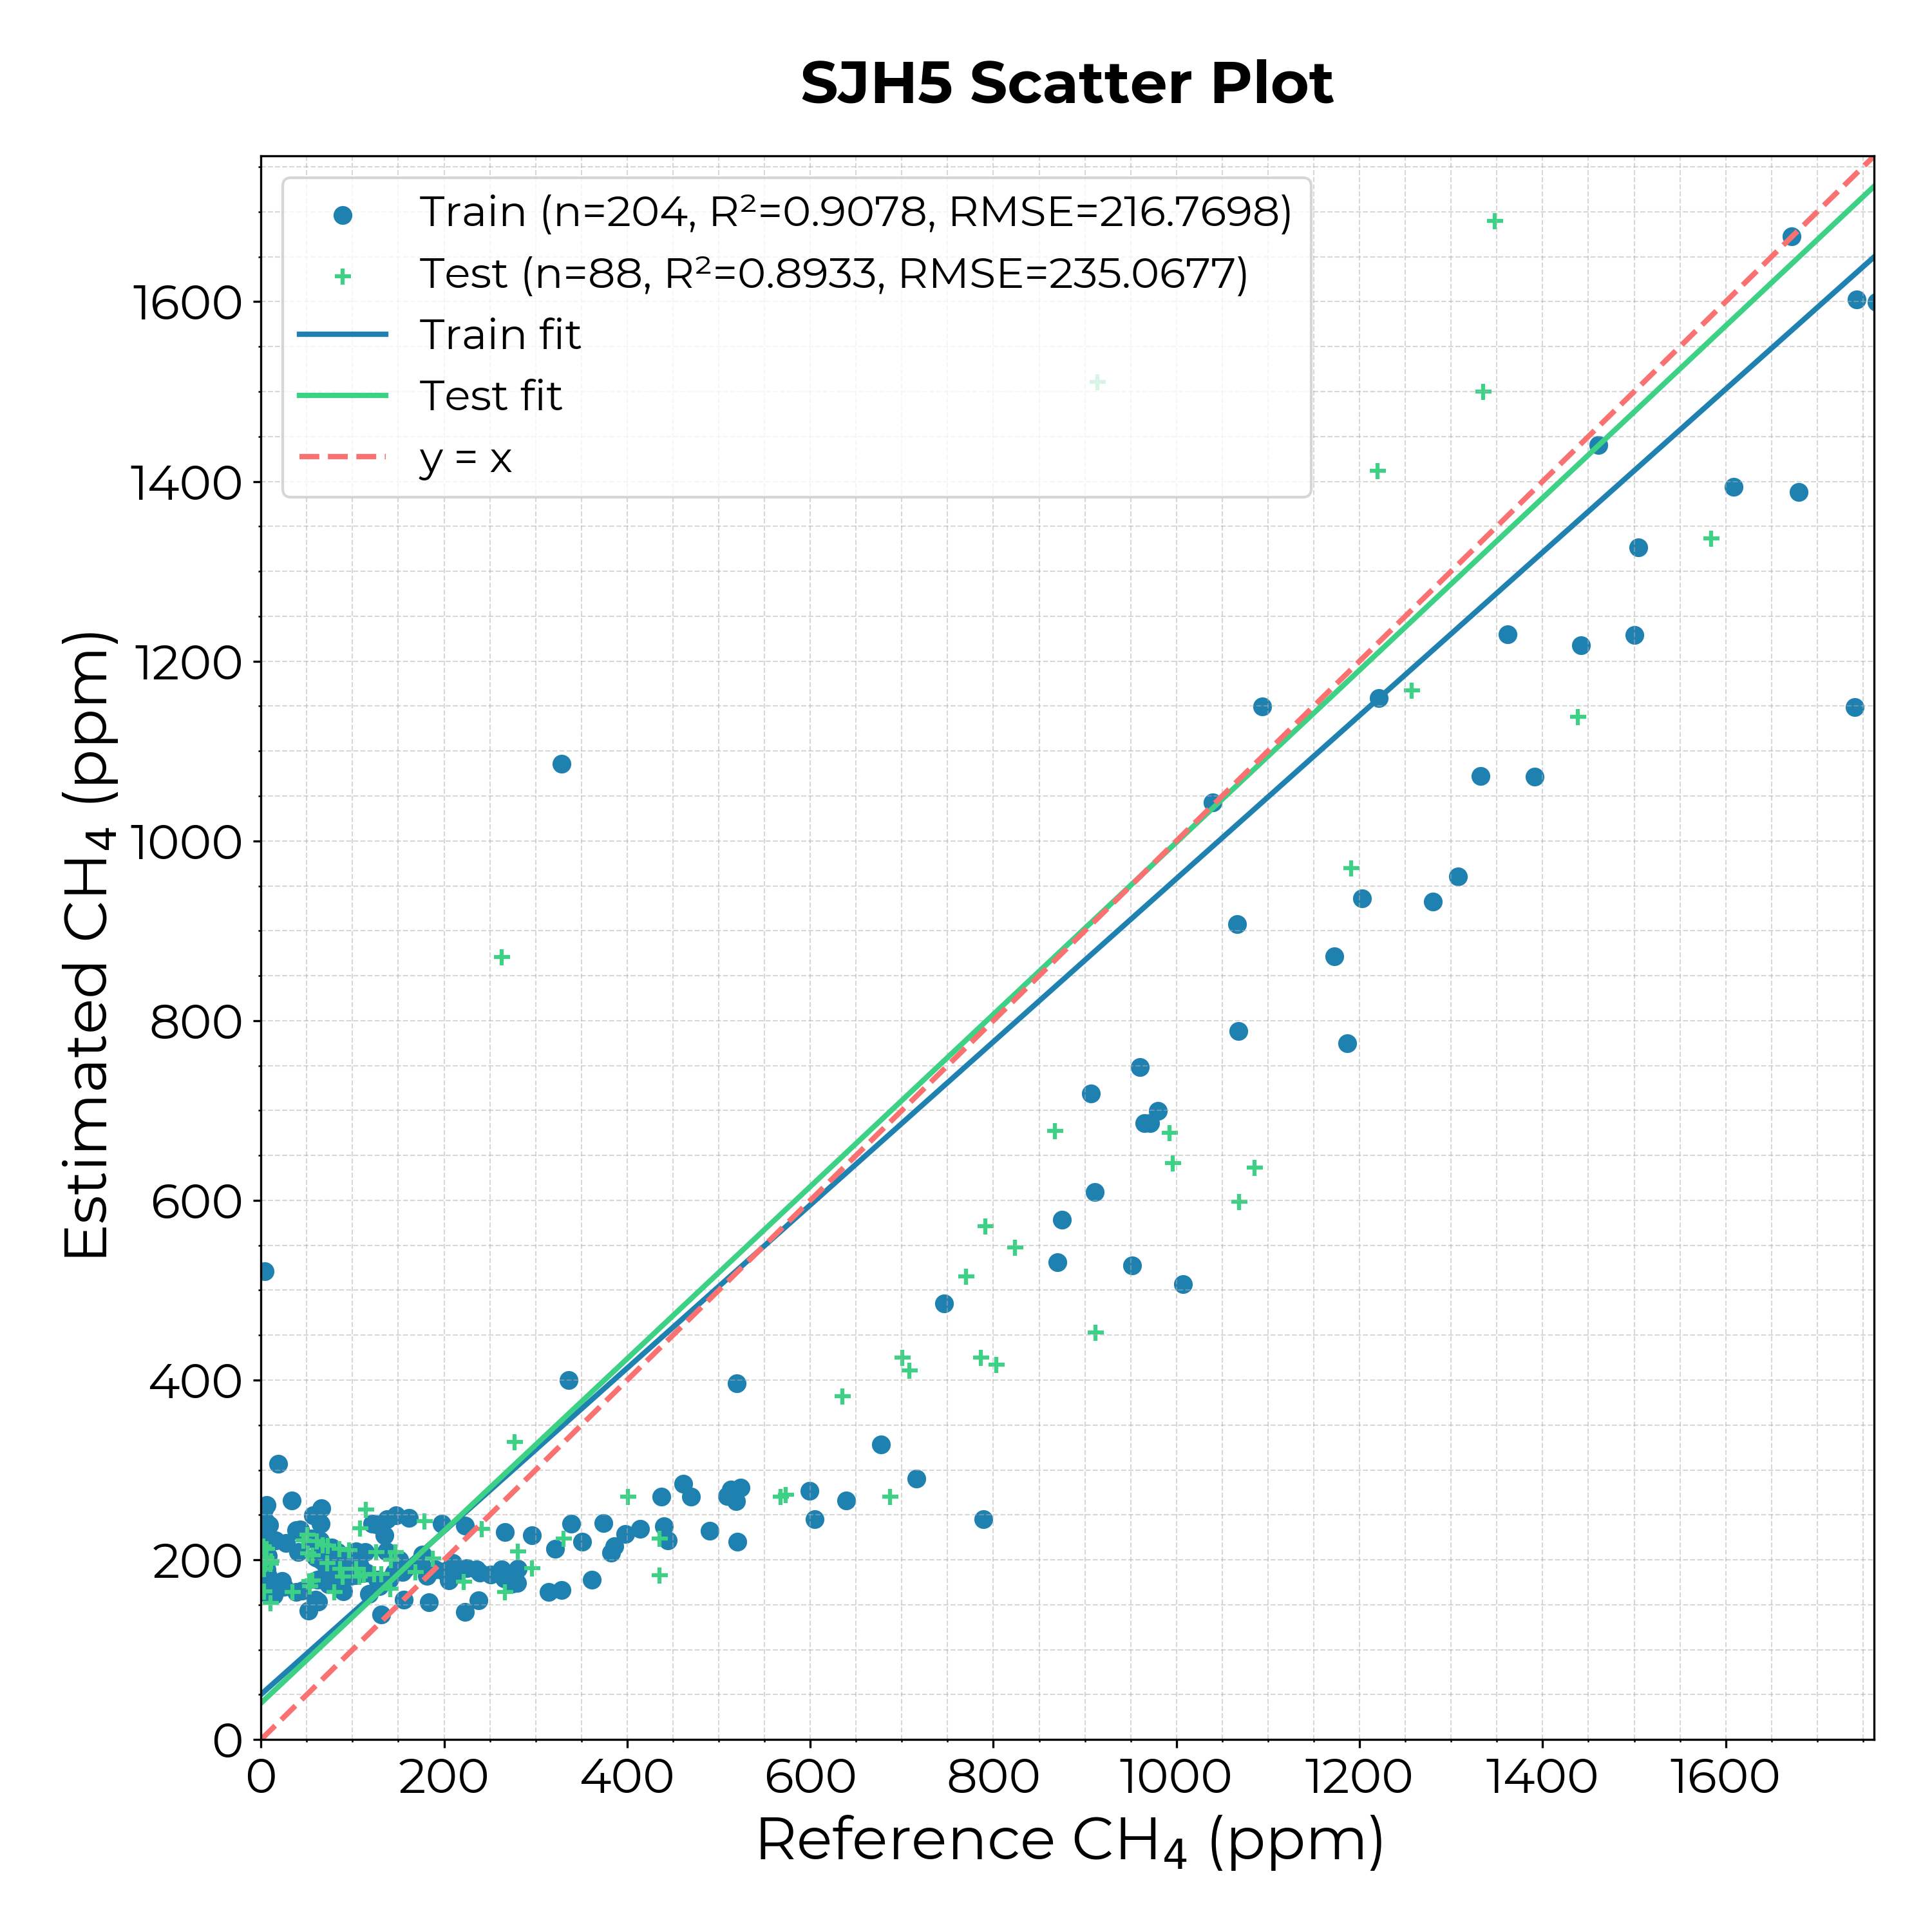 SJH5 Scatter Plot
Train (n=204, R²=0.9078, RMSE=216.7698)
Test (n=88, R²=0.8933, RMSE=235.0677)
Train fit
Test fit
y = x
Estimated CH₄ (ppm)
1600
1400
1200
1000
800
600
400
200
0
0 200 400 600 800 1000 1200 1400 1600
Reference CH₄ (ppm)